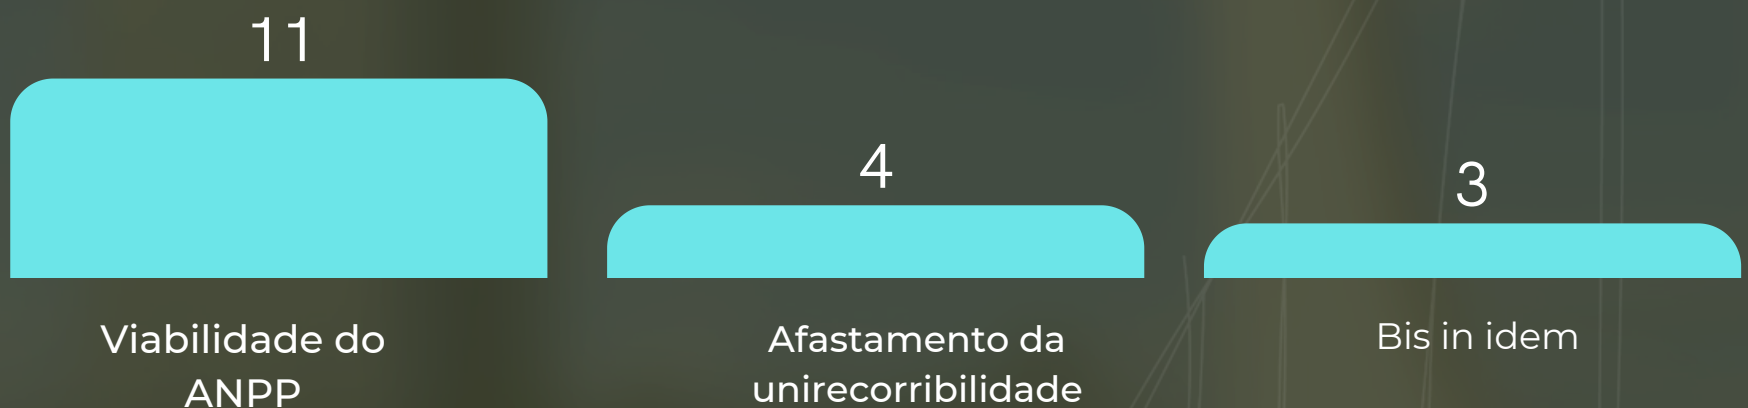 11
4
3
Viabilidade do
ANPP
Afastamento da
unirecorribilidade
Bis in idem